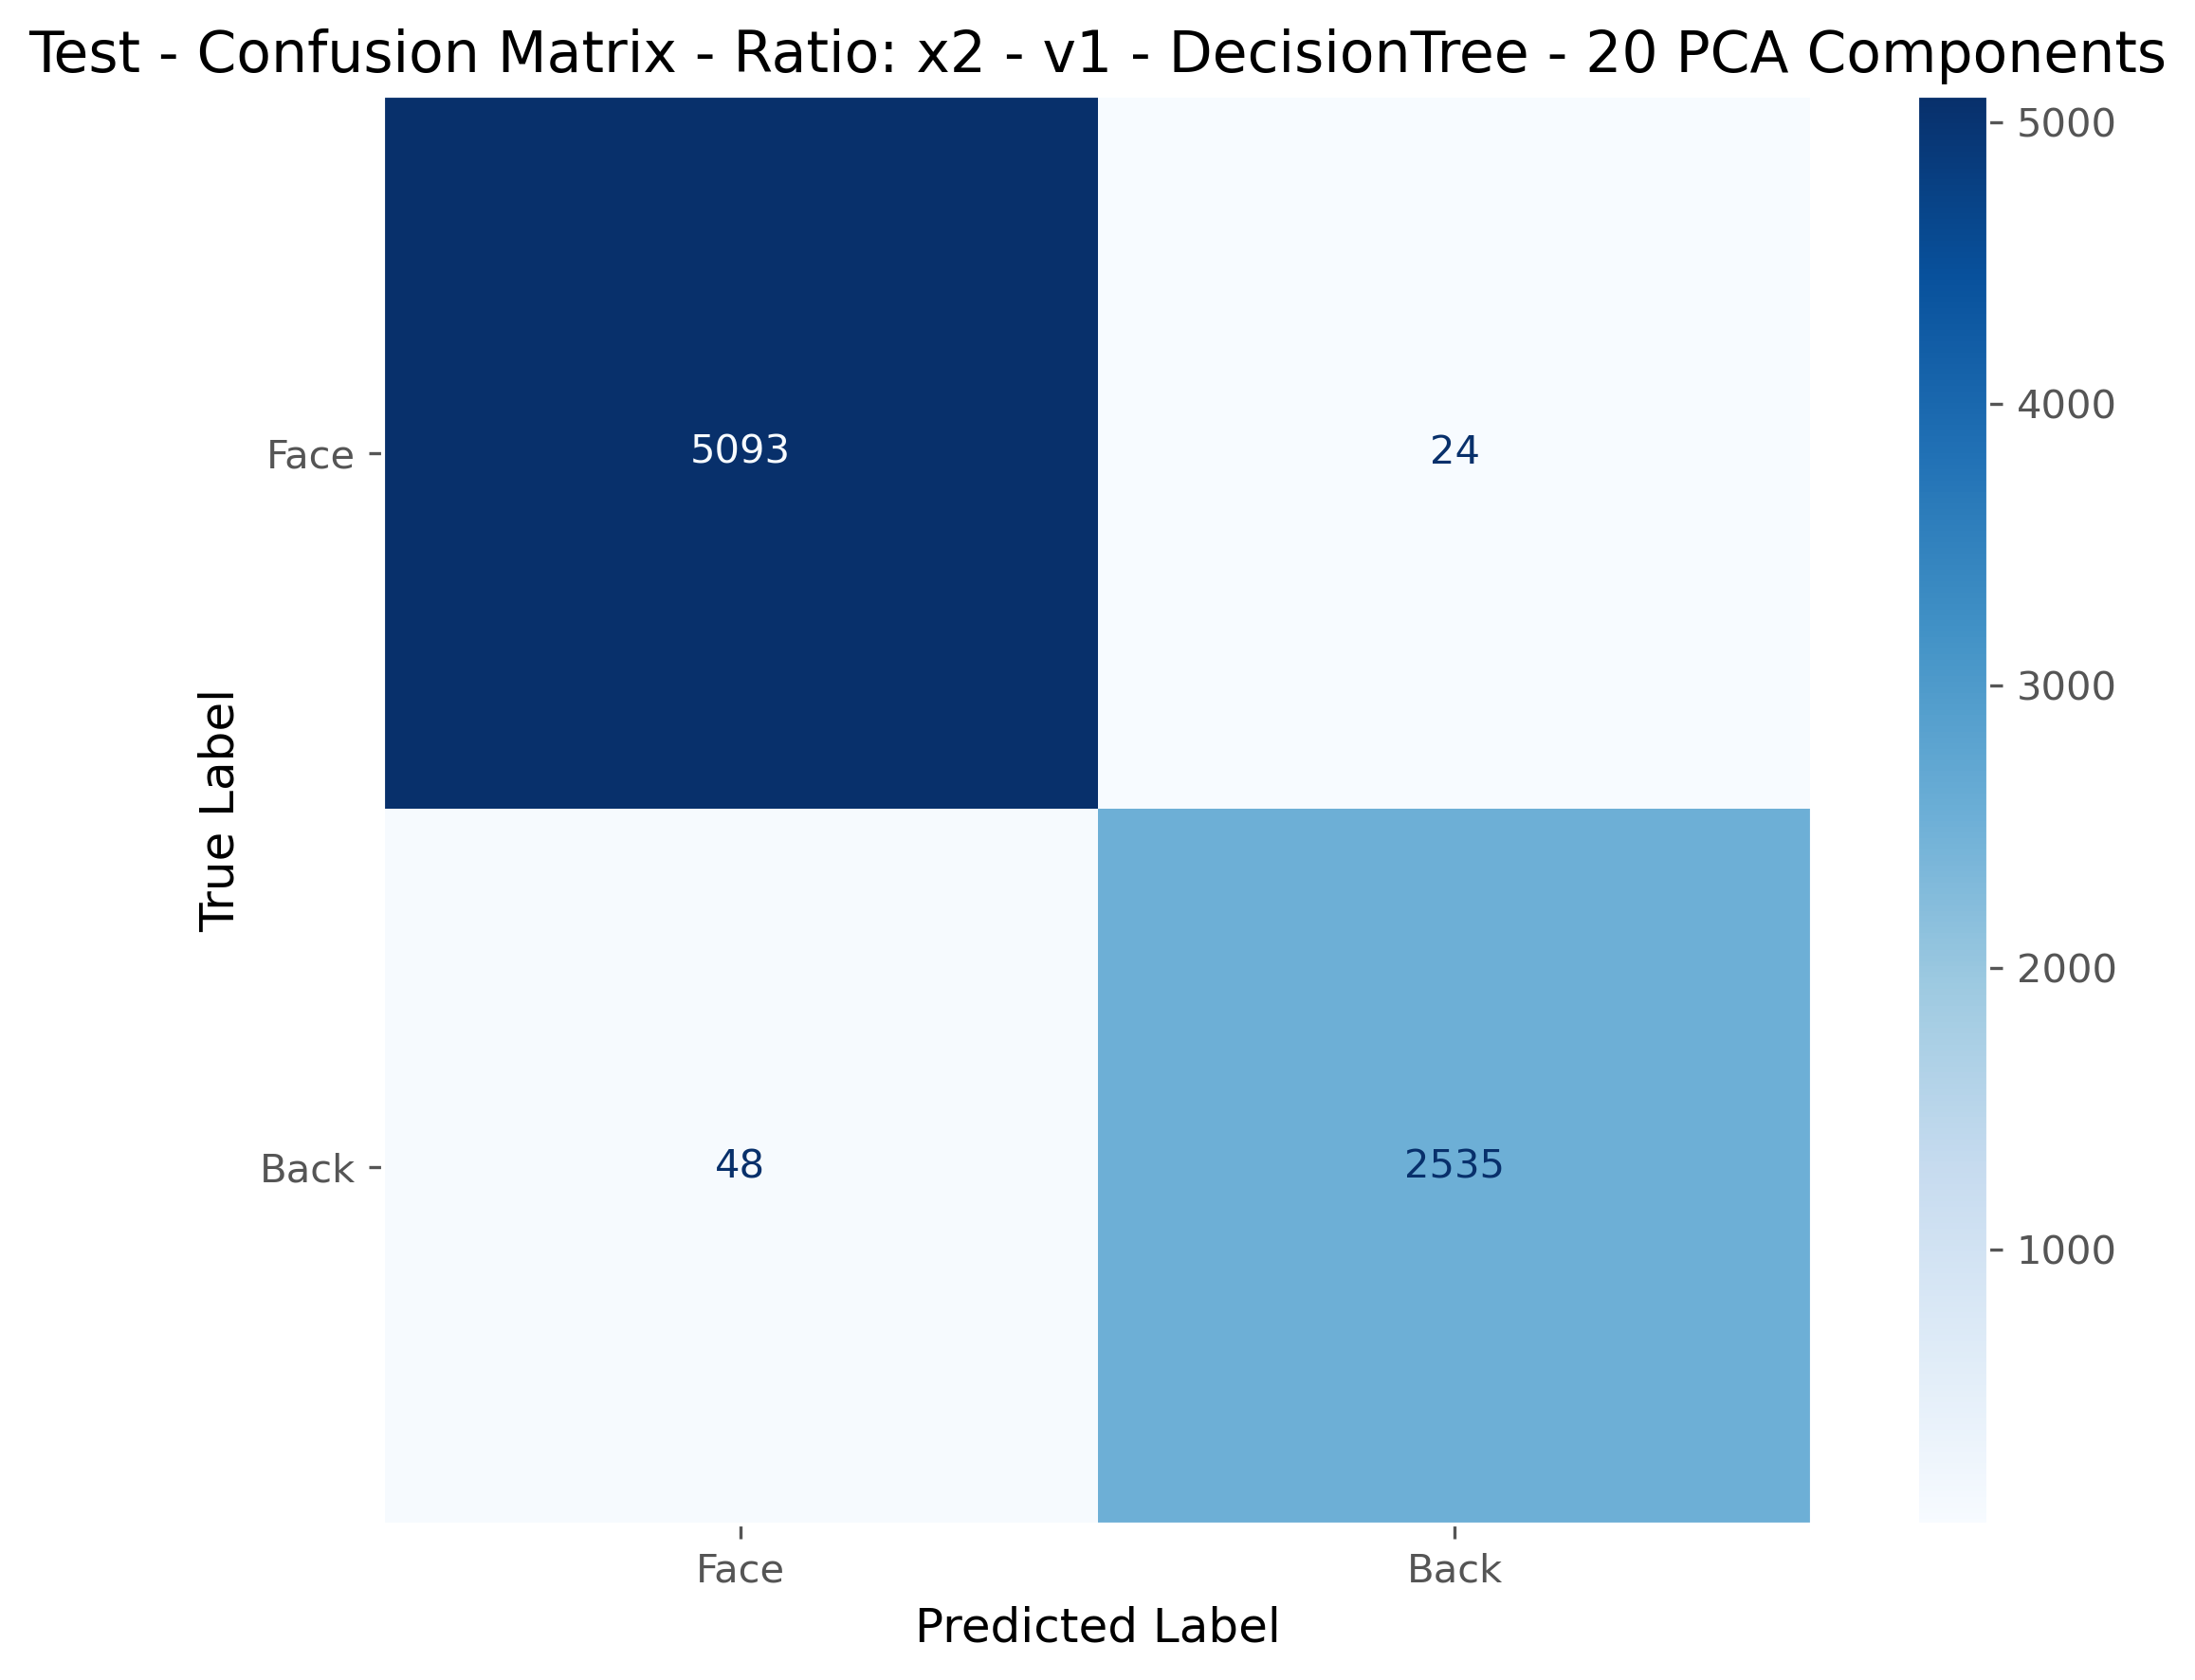 Test - Confusion Matrix - Ratio: x2 - v1 - DecisionTree - 20 PCA Components
5000
4000
3000
2000
1000
Face
5093
24
True Label
Back
48
2535
Face
Back
Predicted Label